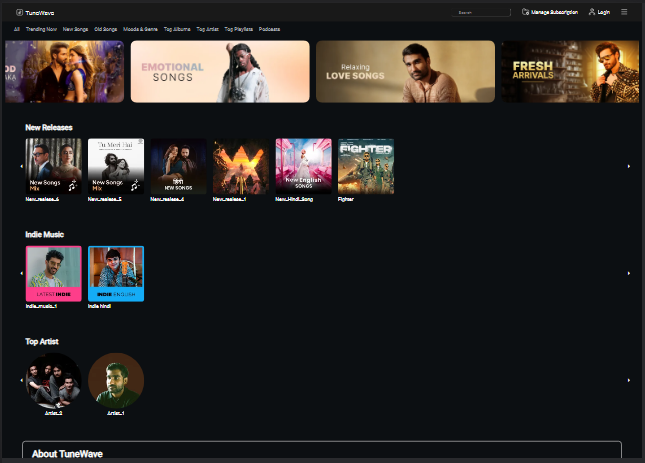 TuneWave
Search
Manage Subscription
Login
All Trending Now New Songs Old Songs Moods & Genre Top Albums Top Artist Top Playlists Podcasts
EMOTIONAL
SONGS
Relaxing
LOVE SONGS
FRESH
ARRIVALS
New Releases
New Songs
Mix
Tu Meri Hai
New Songs
Mix
हिंदी
NEW SONGS
New English
SONGS
FIGHTER
New_realese_6
New_realese_5
New_realese_4
New_realese_1
New_Hindi_Song
Fighter
Indie Music
LATEST INDIE
INDIE ENGLISH
Indie_music_1
Indie hindi
Top Artist
Artist_2
Artist_1
About TuneWave